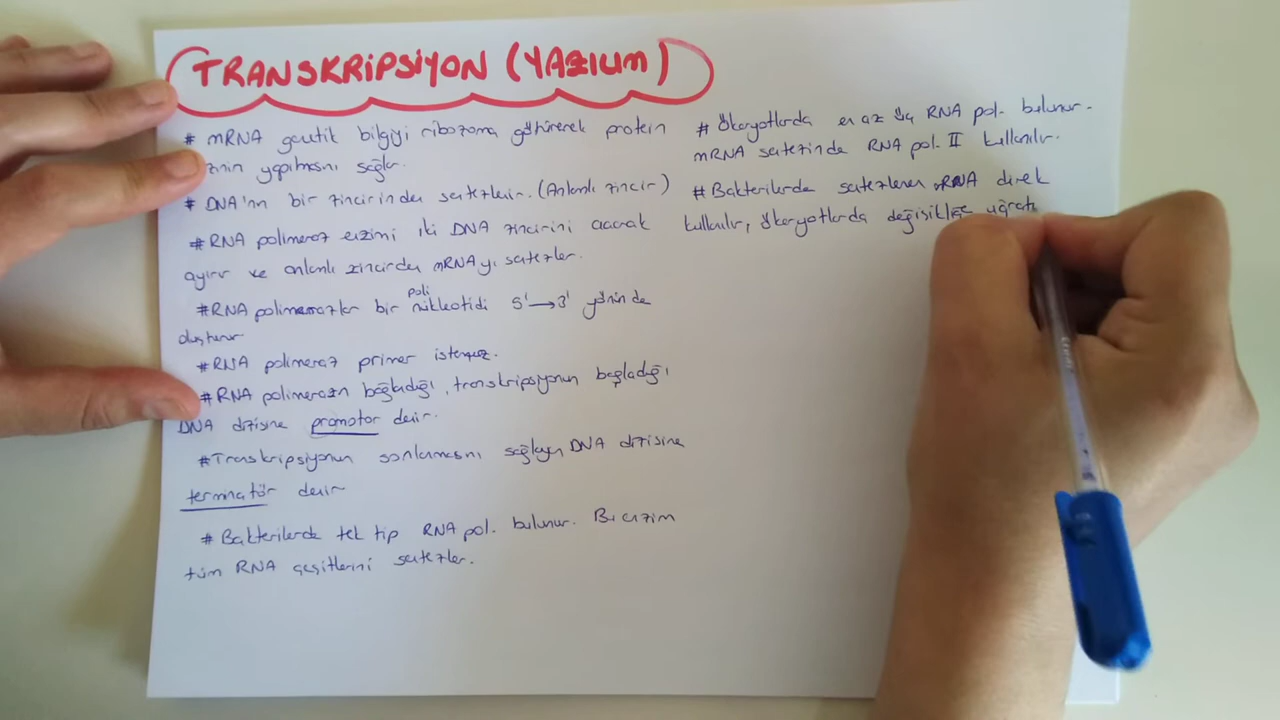 TRANSKRİPSİYON (YAZILIM)
# mRNA genetik bilgiyi ribozoma götürerek protein
zinin yapılmasını sağlar.
# DNA'nın bir zincirinden sentezlenir. (Anlamlı zincir)
# RNA polimeraz enzimi iki DNA zincirini açarak
ayırır ve anlamlı zincirden mRNA yı sentezler.
# RNA polimerazlar bir poli nükleotidi 5' → 3' yönünde
oluşturur
# RNA polimeraz primer istemez.
# RNA polimerazın bağladığı, transkripsiyonun başladığı
DNA dizisine promotor denir.
# Transkripsiyonun sonlanmasını sağlayan DNA dizisine
terminatör denir
# Bakterilerde tek tip RNA pol. bulunur. Bu enzim
tüm RNA çeşitlerini sentezler.
# Ökaryotlarda en az üç RNA pol. bulunur.
mRNA sentezinde RNA pol. II kullanılır.
# Bakterilerde sentezlenen mRNA direk
kullanılır, ökaryotlarda değişikliğe uğratı